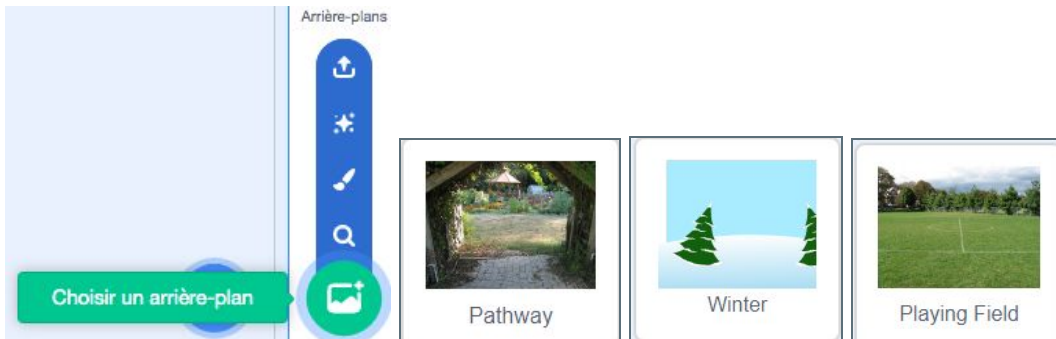 Arrière-plans
Choisir un arrière-plan
Pathway
Winter
Playing Field